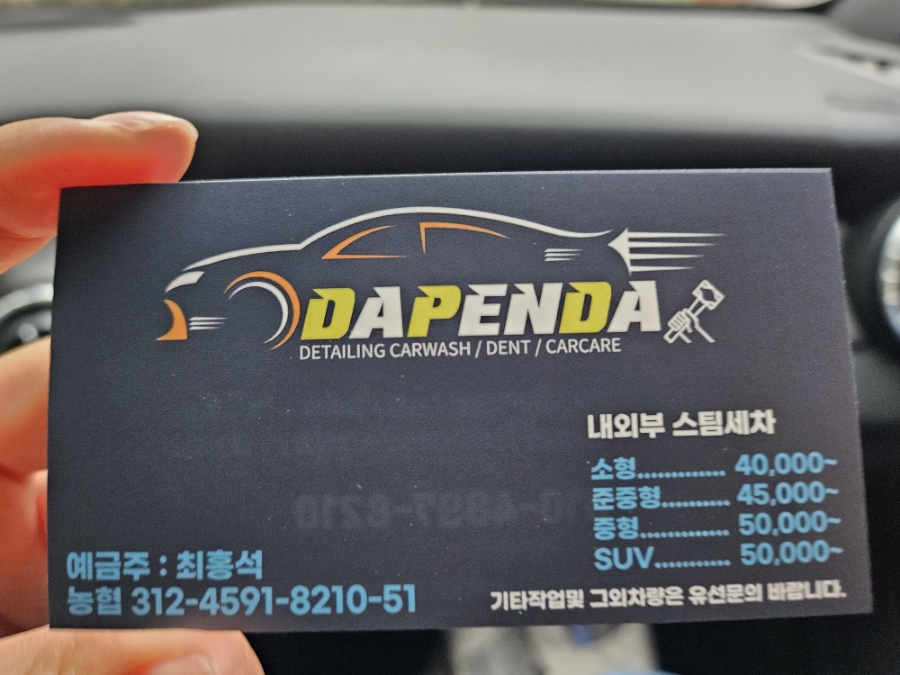 DAPENDA
DETAILING CARWASH / DENT / CARCARE
내외부 스팀세차
소형............. 40,000~
준중형.......... 45,000~
중형............. 50,000~
SUV............ 50,000~
예금주 : 최홍석
농협 312-4591-8210-51
기타작업및 그외차량은 유선문의 바랍니다.